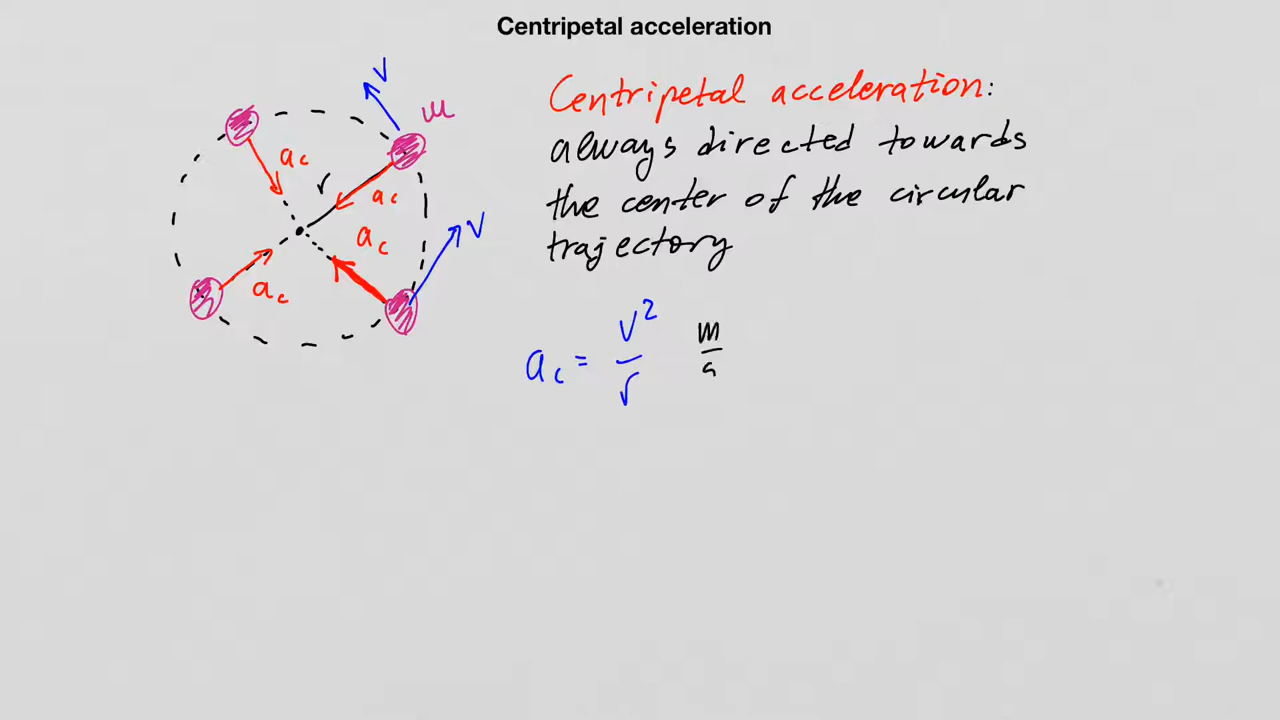 Centripetal acceleration
V
m
Centripetal acceleration:
always directed towards
ac
r
the center of the circular
ac
V
ac
trajectory
ac
ac = V²/r m/s